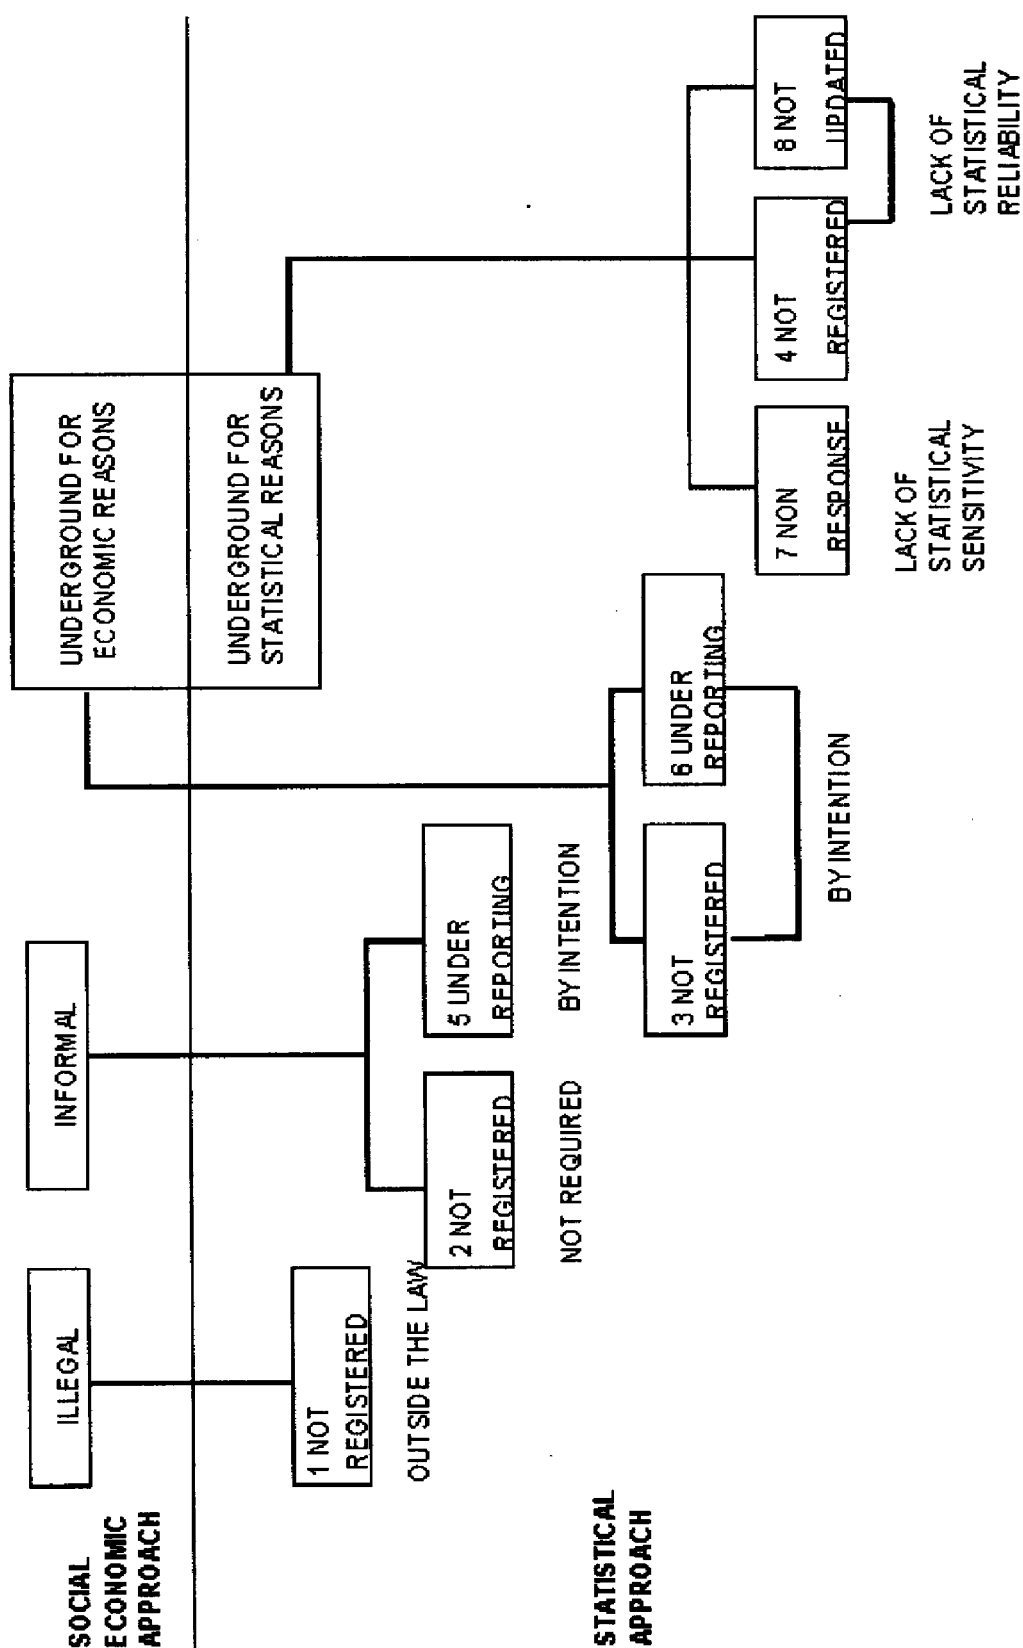 SOCIAL
ECONOMIC
APPROACH
ILLEGAL
INFORMAL
UNDERGROUND FOR
ECONOMIC REASONS
UNDERGROUND FOR
STATISTICAL REASONS
1 NOT
REGISTERED
OUTSIDE THE LAW
2 NOT
REGISTERED
NOT REQUIRED
5 UNDER
REPORTING
BY INTENTION
STATISTICAL
APPROACH
3 NOT
REGISTERED
6 UNDER
REPORTING
BY INTENTION
7 NON
RESPONSE
4 NOT
REGISTERED
8 NOT
UPDATED
LACK OF
STATISTICAL
SENSITIVITY
LACK OF
STATISTICAL
RELIABILITY